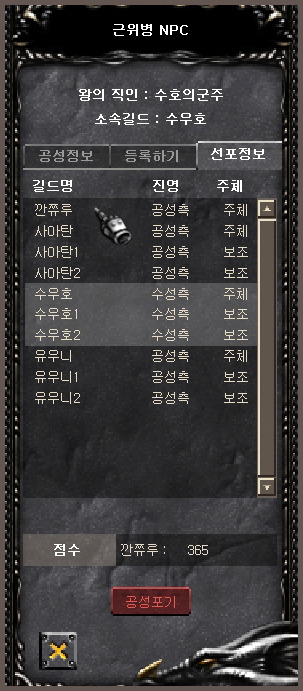 근위병 NPC
왕의 직인 : 수호의군주
소속길드 : 수우호
공성정보 등록하기 선포정보
길드명 진영 주체
깐쮸루 공성측 주체
사아탄 공성측 주체
사아탄1 공성측 보조
사아탄2 공성측 보조
수우호 수성측 주체
수우호1 수성측 보조
수우호2 수성측 보조
유우니 공성측 주체
유우니1 공성측 보조
유우니2 공성측 보조
점수 깐쮸루 : 365
공성포기